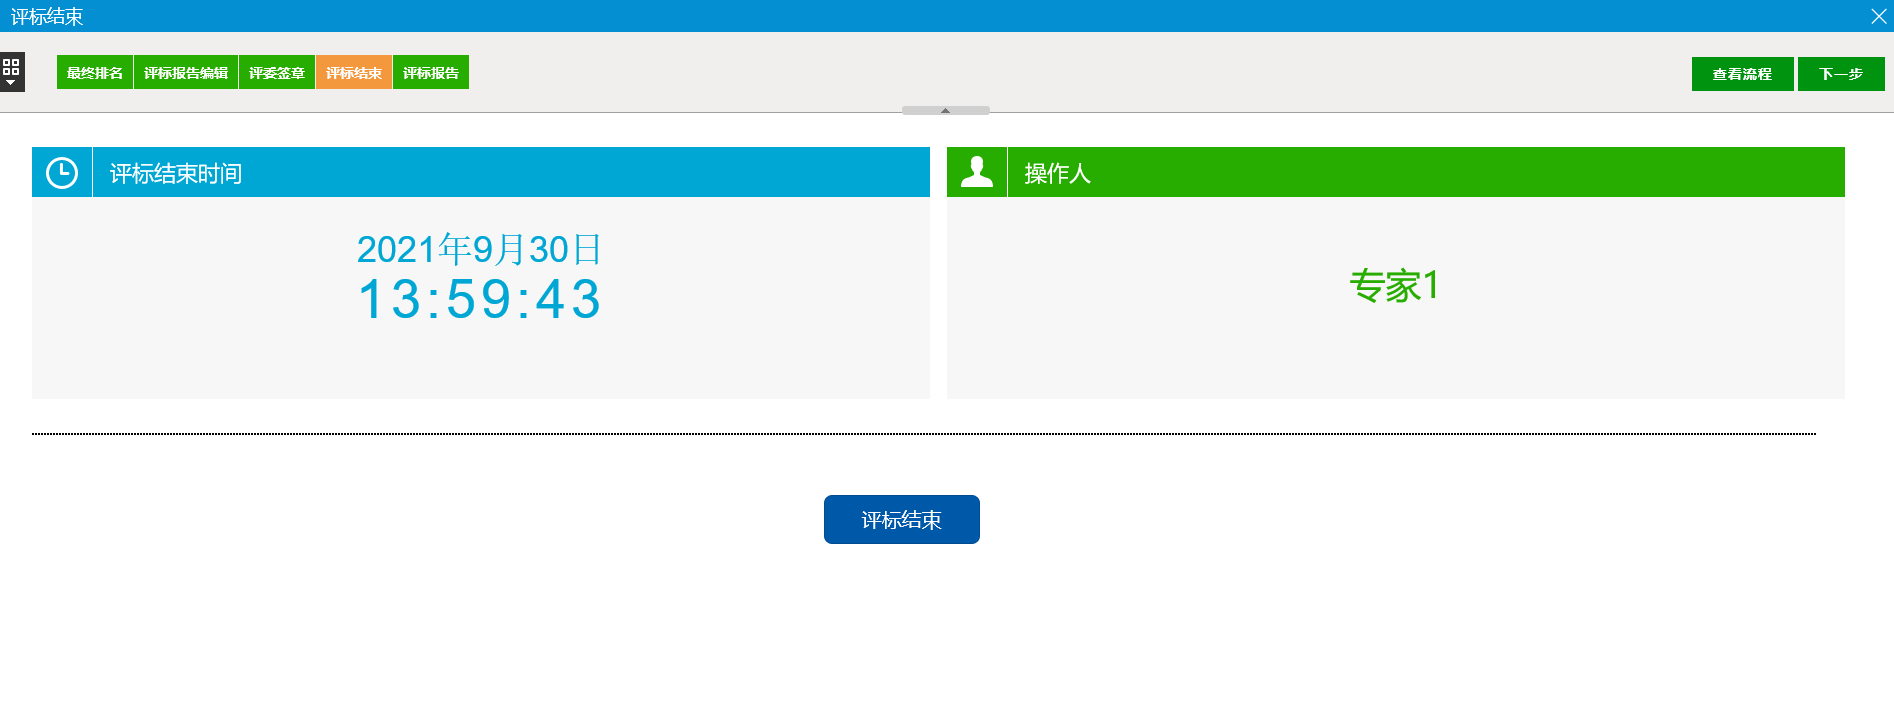 评标结束
最终排名 评标报告编辑 评委签章 评标结束 评标报告 查看流程 下一步
评标结束时间 操作人
2021年9月30日
13:59:43
专家1
评标结束